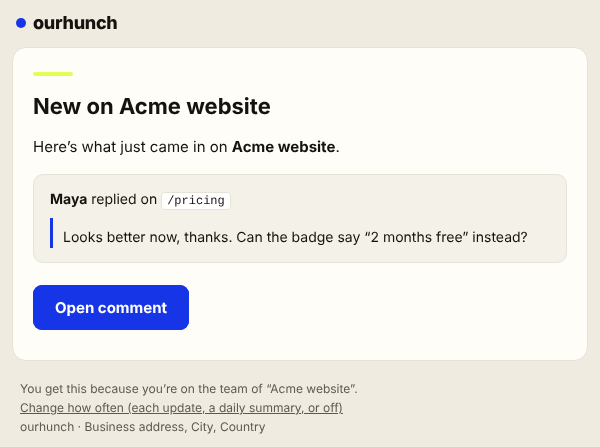 ourhunch
New on Acme website
Here’s what just came in on Acme website.
Maya replied on /pricing
Looks better now, thanks. Can the badge say “2 months free” instead?
Open comment
You get this because you’re on the team of “Acme website”.
Change how often (each update, a daily summary, or off)
ourhunch · Business address, City, Country